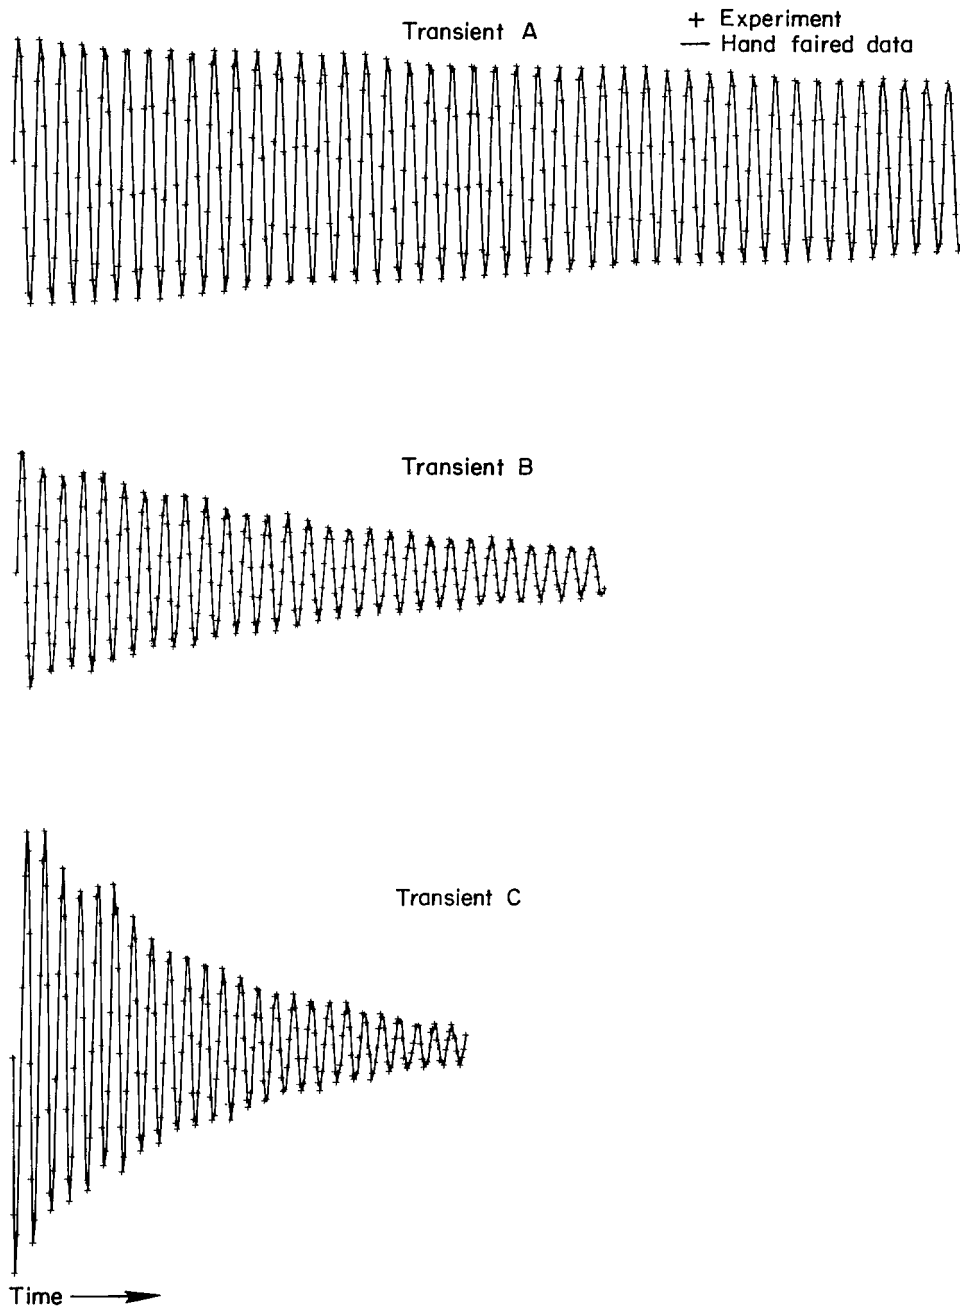 Transient A
+ Experiment
— Hand faired data
Transient B
Transient C
Time